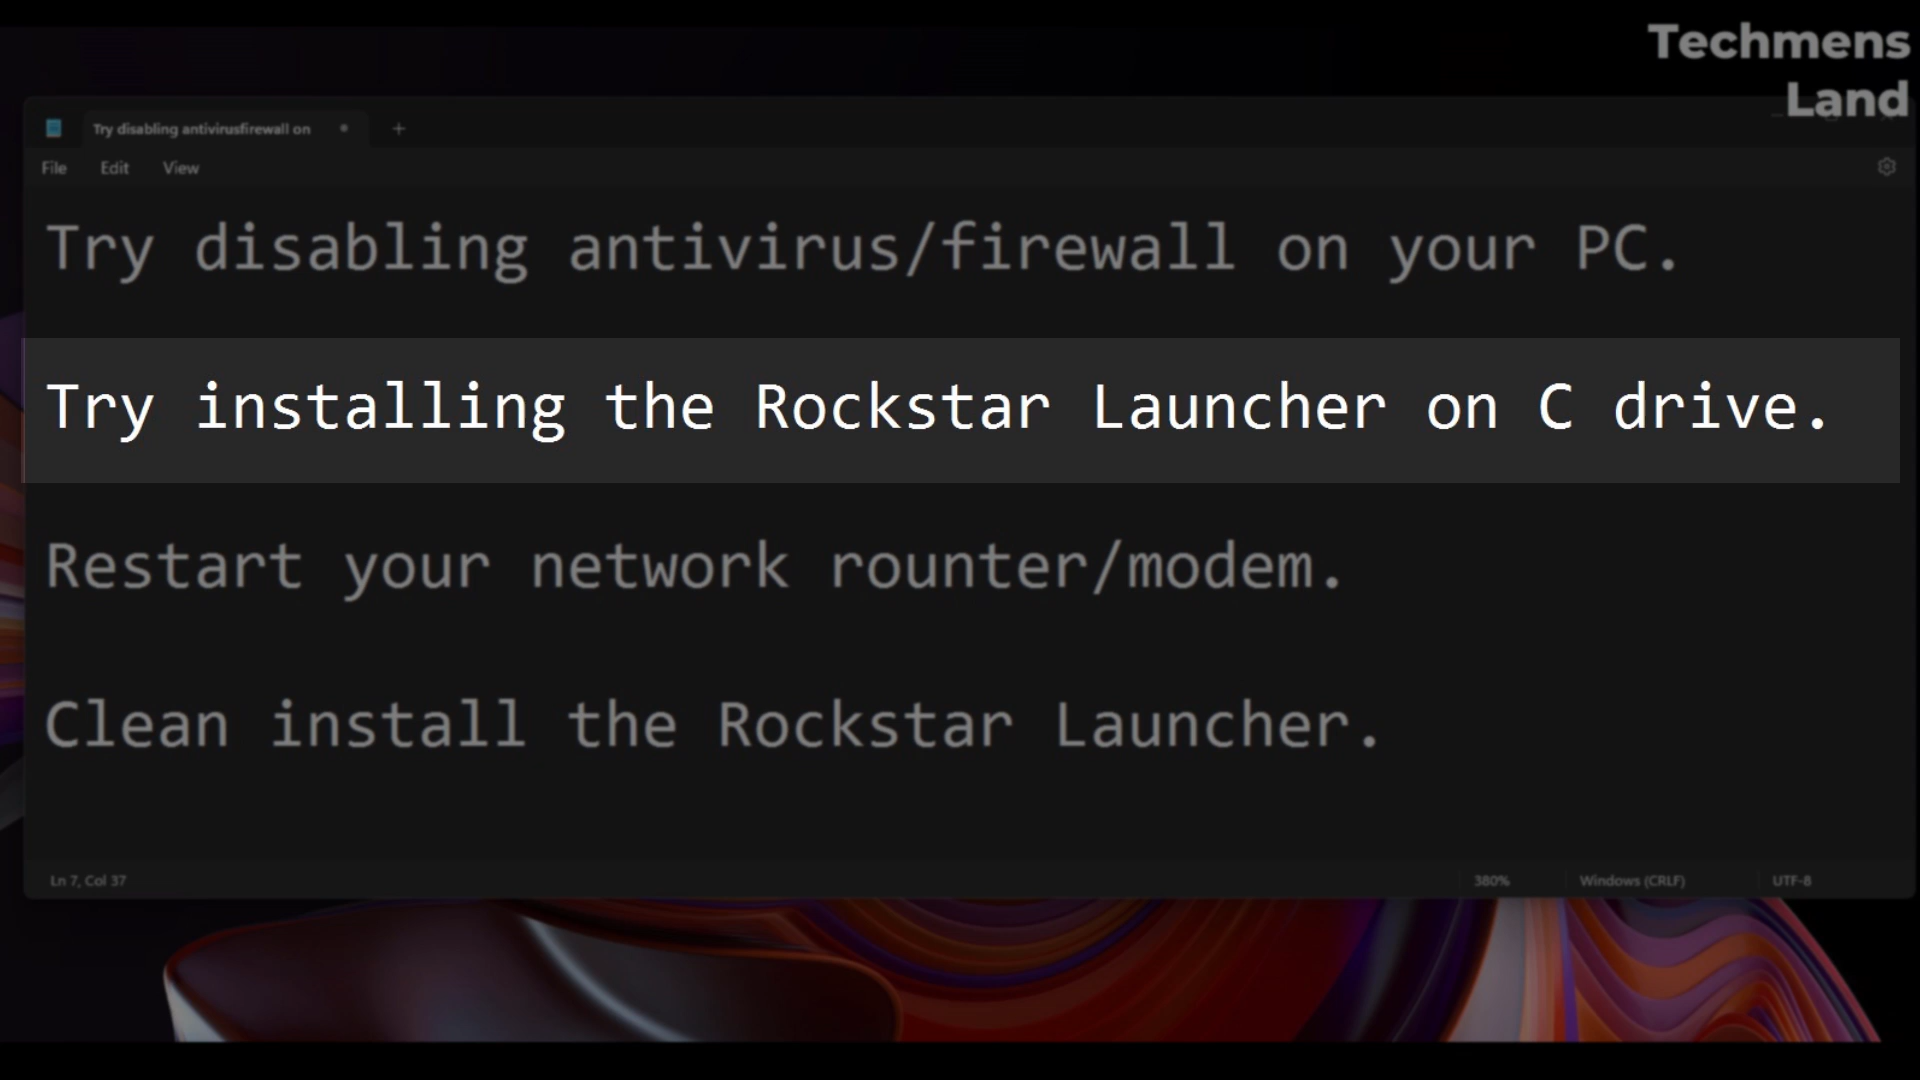 Techmens
Land
Try disabling antivirusfirewall on
File Edit View
Try disabling antivirus/firewall on your PC.
Try installing the Rockstar Launcher on C drive.
Restart your network rounter/modem.
Clean install the Rockstar Launcher.
Ln 7, Col 37 380% Windows (CRLF) UTF-8